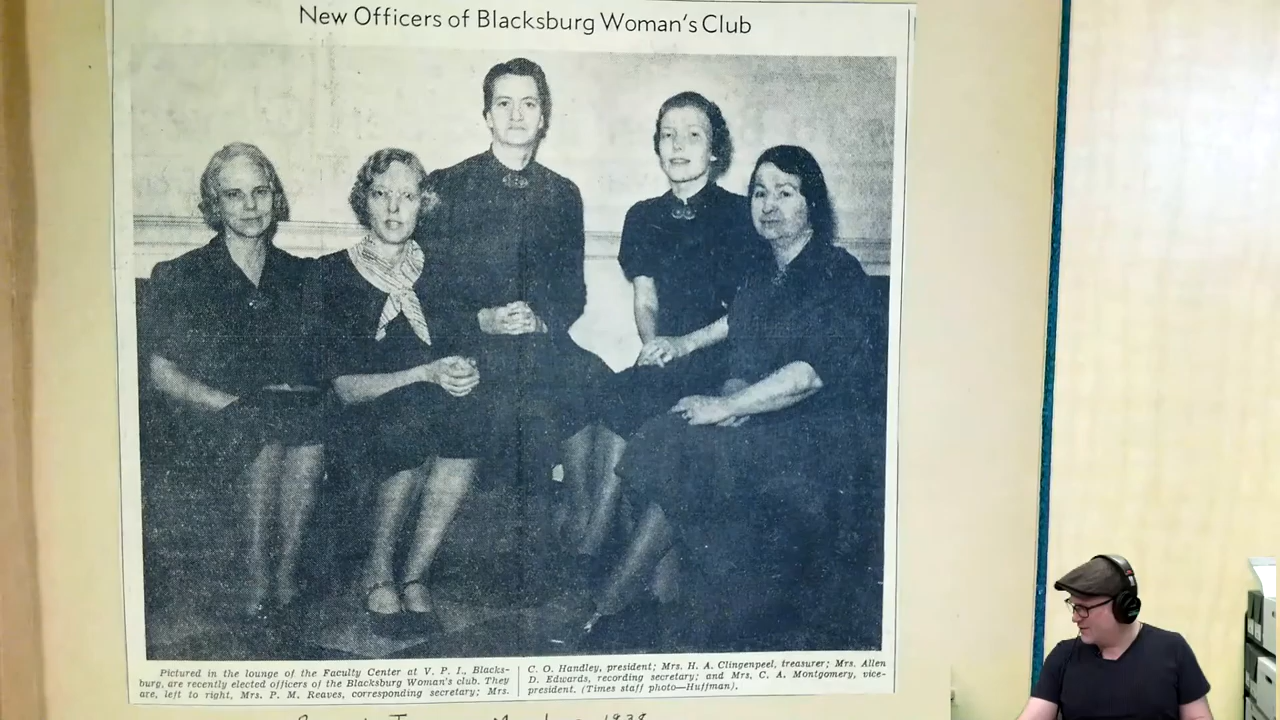 New Officers of Blacksburg Woman's Club
Pictured in the lounge of the Faculty Center at V. P. I., Blacks-
burg, are recently elected officers of the Blacksburg Woman's club. They
are, left to right, Mrs. P. M. Reaves, corresponding secretary; Mrs.
C. O. Handley, president; Mrs. H. A. Clingenpeel, treasurer; Mrs. Allen
D. Edwards, recording secretary; and Mrs. C. A. Montgomery, vice-
president. (Times staff photo—Huffman).
1938